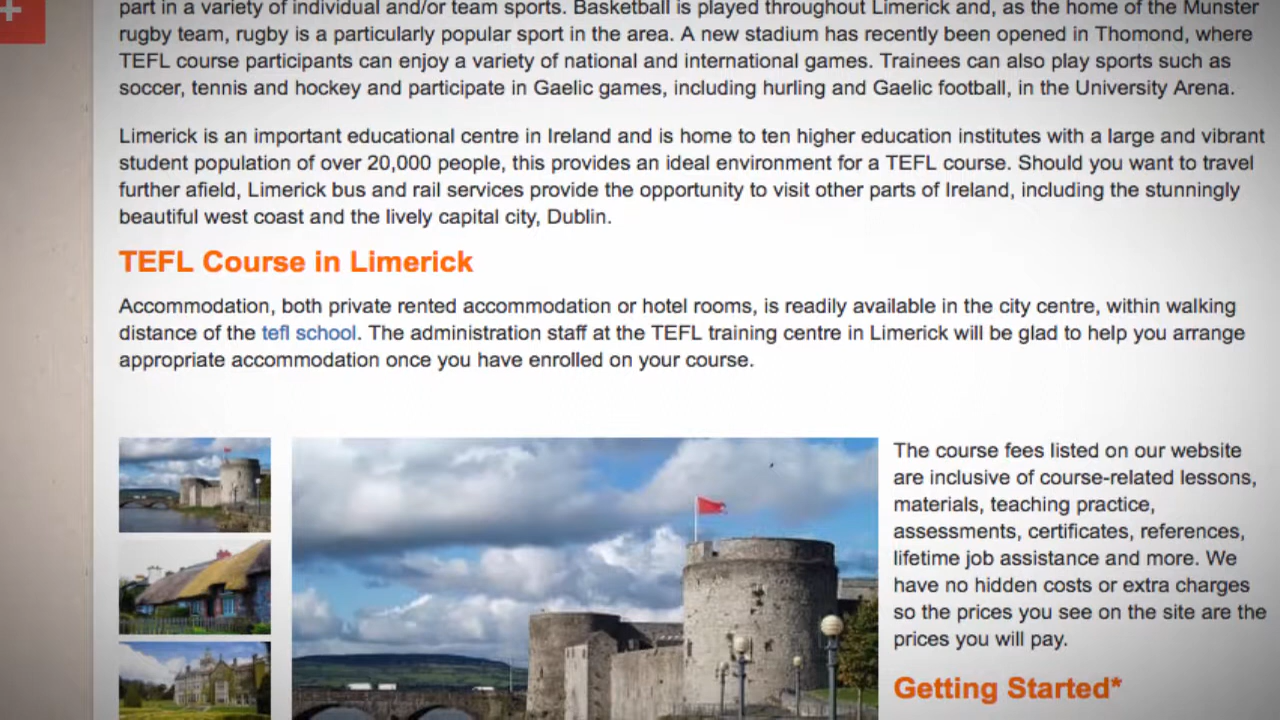 part in a variety of individual and/or team sports. Basketball is played throughout Limerick and, as the home of the Munster
rugby team, rugby is a particularly popular sport in the area. A new stadium has recently been opened in Thomond, where
TEFL course participants can enjoy a variety of national and international games. Trainees can also play sports such as
soccer, tennis and hockey and participate in Gaelic games, including hurling and Gaelic football, in the University Arena.
Limerick is an important educational centre in Ireland and is home to ten higher education institutes with a large and vibrant
student population of over 20,000 people, this provides an ideal environment for a TEFL course. Should you want to travel
further afield, Limerick bus and rail services provide the opportunity to visit other parts of Ireland, including the stunningly
beautiful west coast and the lively capital city, Dublin.
TEFL Course in Limerick
Accommodation, both private rented accommodation or hotel rooms, is readily available in the city centre, within walking
distance of the tefl school. The administration staff at the TEFL training centre in Limerick will be glad to help you arrange
appropriate accommodation once you have enrolled on your course.
The course fees listed on our website
are inclusive of course-related lessons,
materials, teaching practice,
assessments, certificates, references,
lifetime job assistance and more. We
have no hidden costs or extra charges
so the prices you see on the site are the
prices you will pay.
Getting Started*